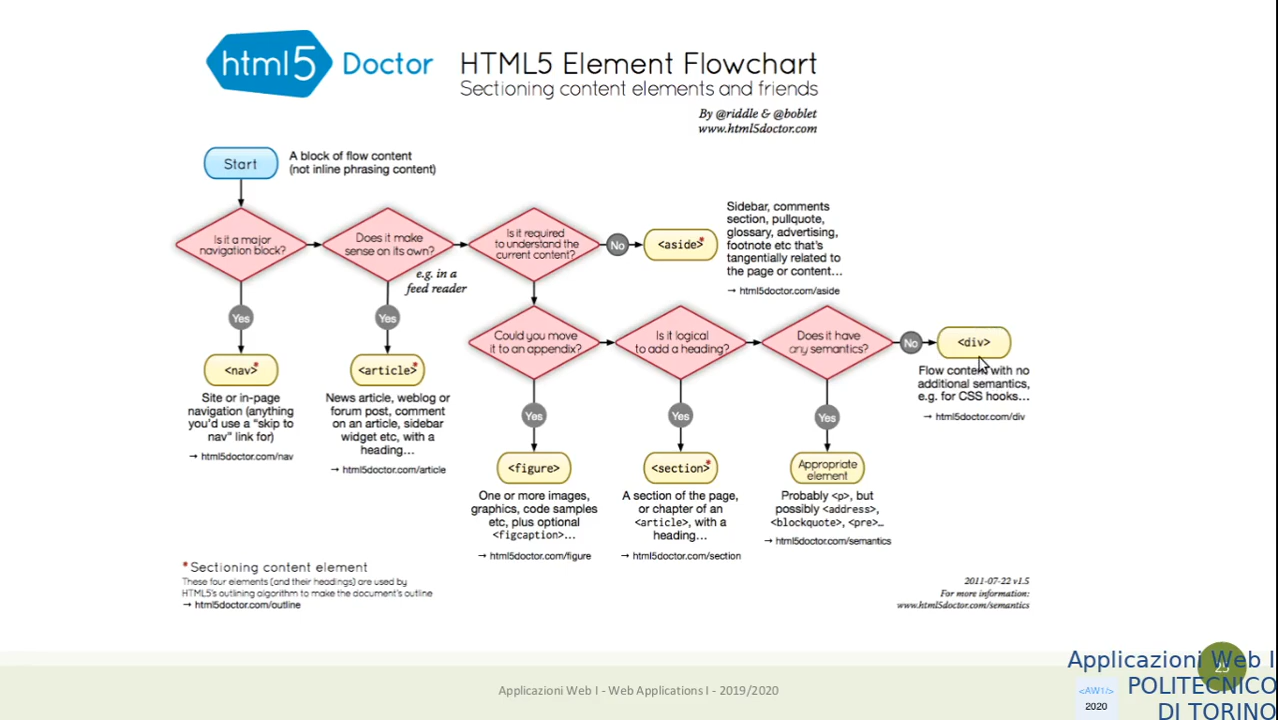 html5 Doctor
HTML5 Element Flowchart
Sectioning content elements and friends
By @riddle & @boblet
www.html5doctor.com
Start
A block of flow content
(not inline phrasing content)
Is it a major
navigation block?
Does it make
sense on its own?
e.g. in a
feed reader
Is it required
to understand the
current content?
No
<aside>*
Sidebar, comments
section, pullquote,
glossary, advertising,
footnote etc that's
tangentially related to
the page or content…
→ html5doctor.com/aside
Yes
<nav>*
Site or in-page
navigation (anything
you'd use a "skip to
nav" link for)
→ html5doctor.com/nav
Yes
<article>*
News article, weblog or
forum post, comment
on an article, sidebar
widget etc, with a
heading…
→ html5doctor.com/article
Could you move
it to an appendix?
Is it logical
to add a heading?
Does it have
any semantics?
No
<div>
Flow content with no
additional semantics,
e.g. for CSS hooks…
→ html5doctor.com/div
Yes
<figure>
One or more images,
graphics, code samples
etc, plus optional
<figcaption>…
→ html5doctor.com/figure
Yes
<section>*
A section of the page,
or chapter of an
<article>, with a
heading…
→ html5doctor.com/section
Yes
Appropriate
element
Probably <p>, but
possibly <address>,
<blockquote>, <pre>…
→ html5doctor.com/semantics
* Sectioning content element
These four elements (and their headings) are used by
HTML5's outlining algorithm to make the document's outline
→ html5doctor.com/outline
2011-07-22 v1.5
For more information:
www.html5doctor.com/semantics
Applicazioni Web I - Web Applications I - 2019/2020
Applicazioni Web I
POLITECNICO
DI TORINO
<AW1/>
2020